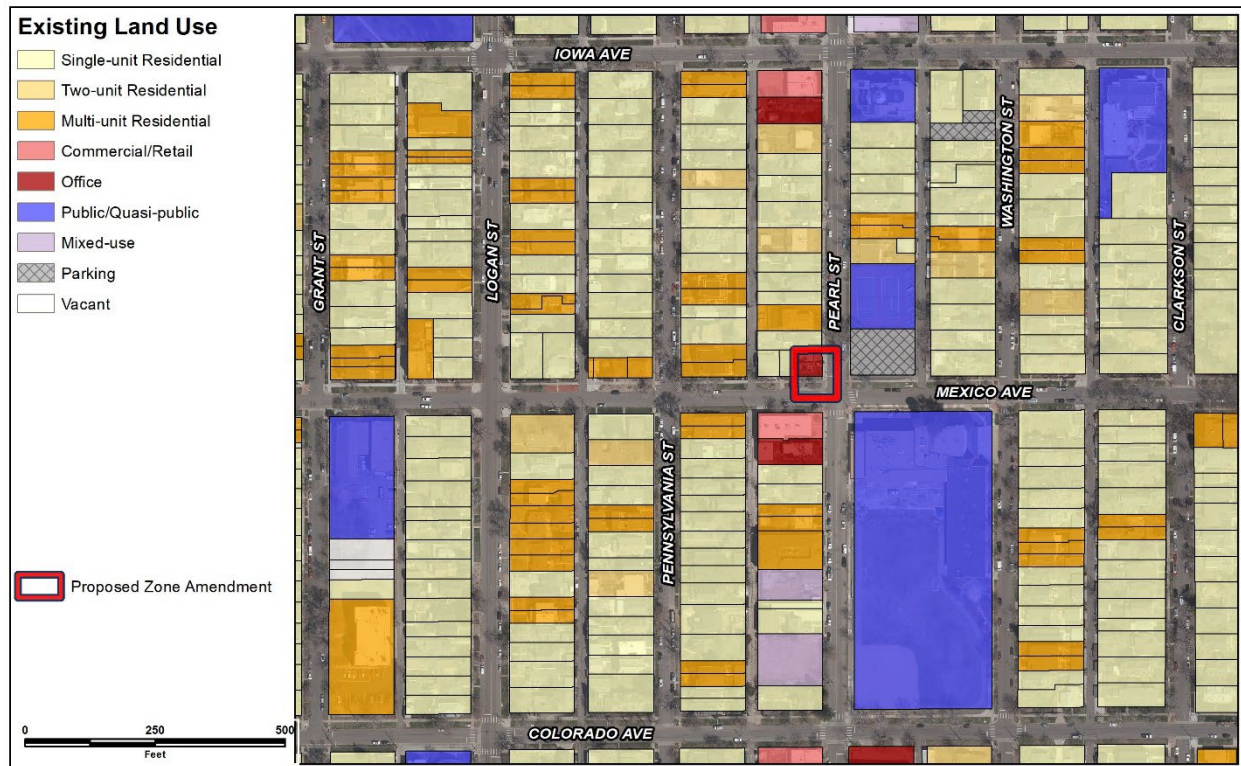 Existing Land Use
Single-unit Residential
Two-unit Residential
Multi-unit Residential
Commercial/Retail
Office
Public/Quasi-public
Mixed-use
Parking
Vacant
Proposed Zone Amendment
0 250 500
Feet
IOWA AVE
GRANT ST
LOGAN ST
PEARL ST
WASHINGTON ST
CLARKSON ST
MEXICO AVE
PENNSYLVANIA ST
COLORADO AVE